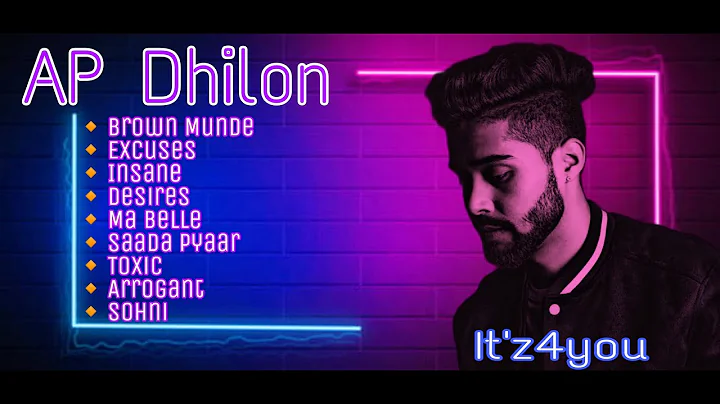 AP Dhilon
🔸 Brown Munde
🔸 Excuses
🔸 Insane
🔸 Desires
🔸 Ma Belle
🔸 Saada Pyaar
🔸 Toxic
🔸 Arrogant
🔸 Sohni
It'z4you